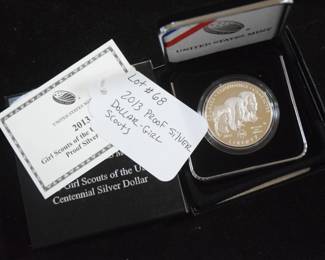 UNITED STATES MINT
Lot #68
2013 Proof Silver
Dollar-Girl
Scouts
2013
Girl Scouts of the
Proof Silver
Girl Scouts of the
Centennial Silver Dollar
LIBERTY